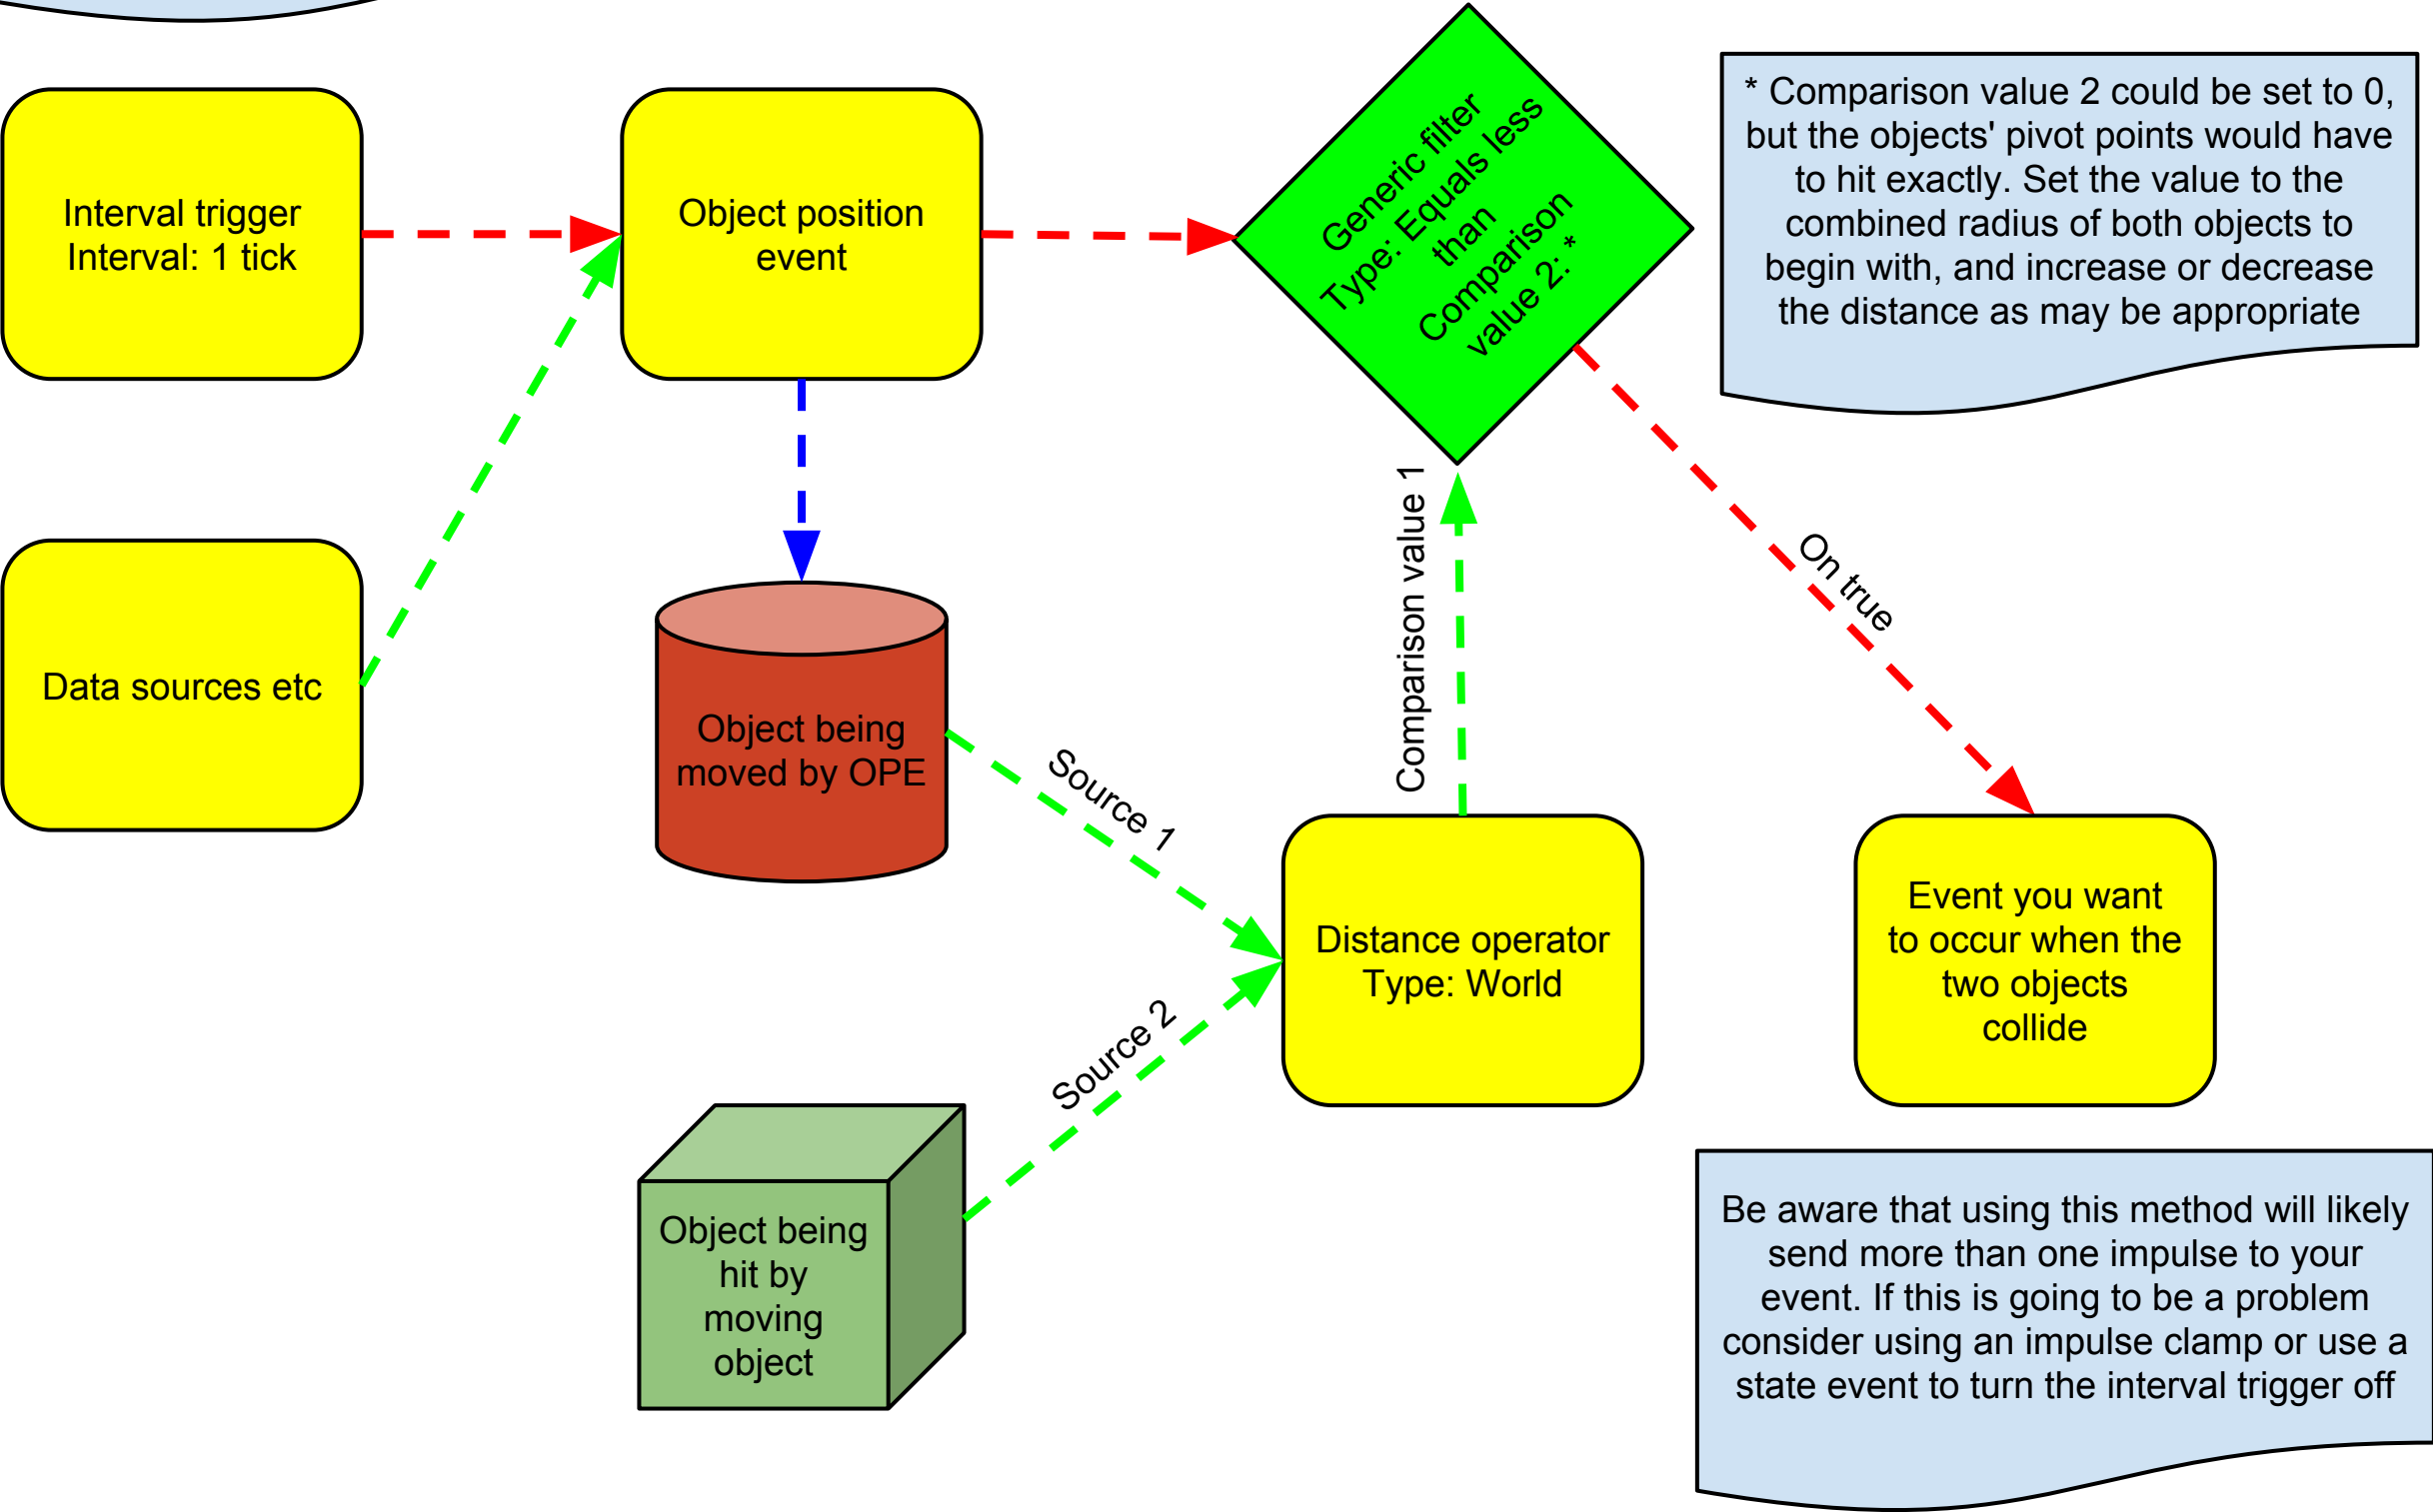 Interval trigger
Interval: 1 tick
Object position
event
Generic filter
Type: Equals less
than
Comparison
value 2: *
* Comparison value 2 could be set to 0,
but the objects' pivot points would have
to hit exactly. Set the value to the
combined radius of both objects to
begin with, and increase or decrease
the distance as may be appropriate
Data sources etc
Object being
moved by OPE
Source 1
Comparison value 1
On true
Distance operator
Type: World
Event you want
to occur when the
two objects
collide
Source 2
Object being
hit by
moving
object
Be aware that using this method will likely
send more than one impulse to your
event. If this is going to be a problem
consider using an impulse clamp or use a
state event to turn the interval trigger off